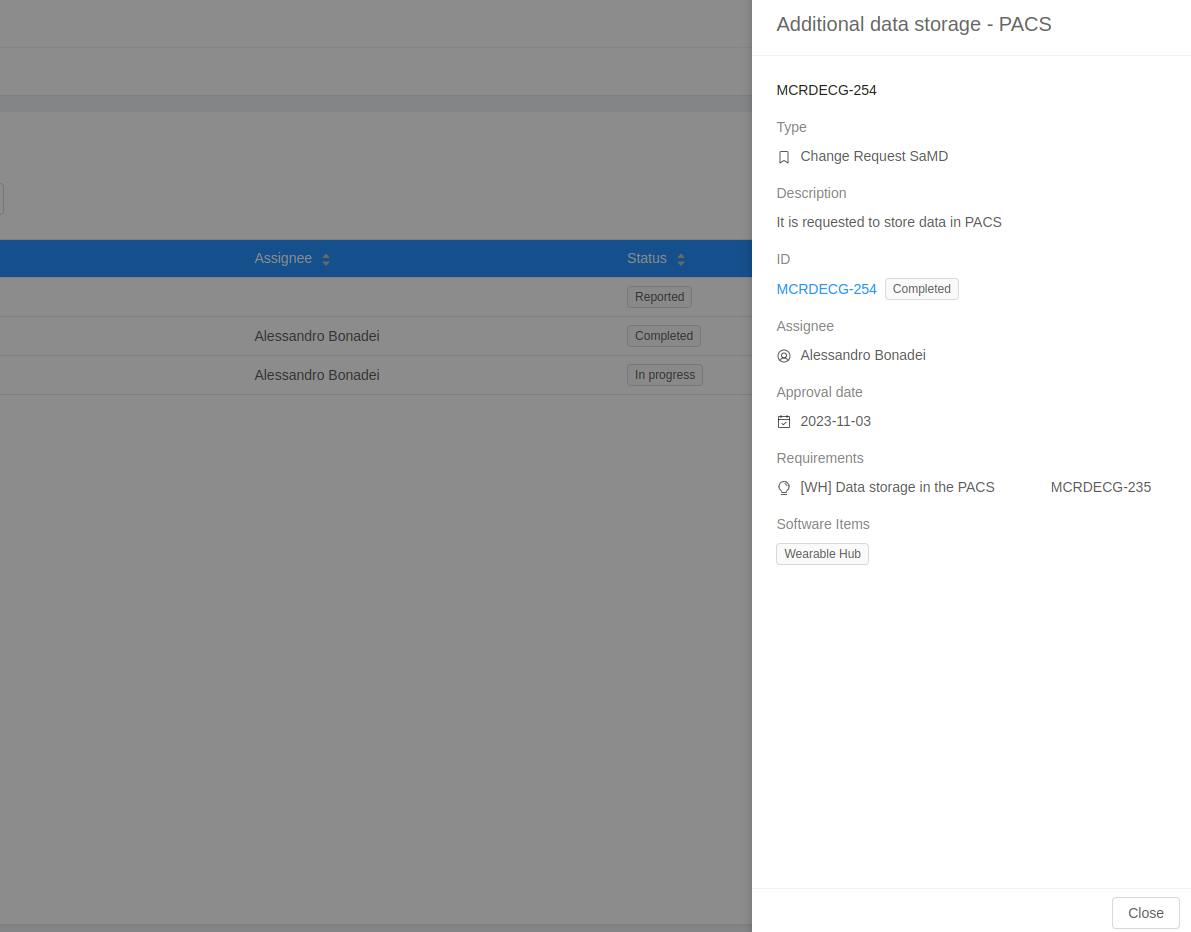 Additional data storage - PACS
MCRDECG-254
Type
Change Request SaMD
Description
It is requested to store data in PACS
ID
MCRDECG-254 Completed
Assignee
Alessandro Bonadei
Approval date
2023-11-03
Requirements
[WH] Data storage in the PACS MCRDECG-235
Software Items
Wearable Hub
Close
Assignee Status
Reported
Alessandro Bonadei Completed
Alessandro Bonadei In progress